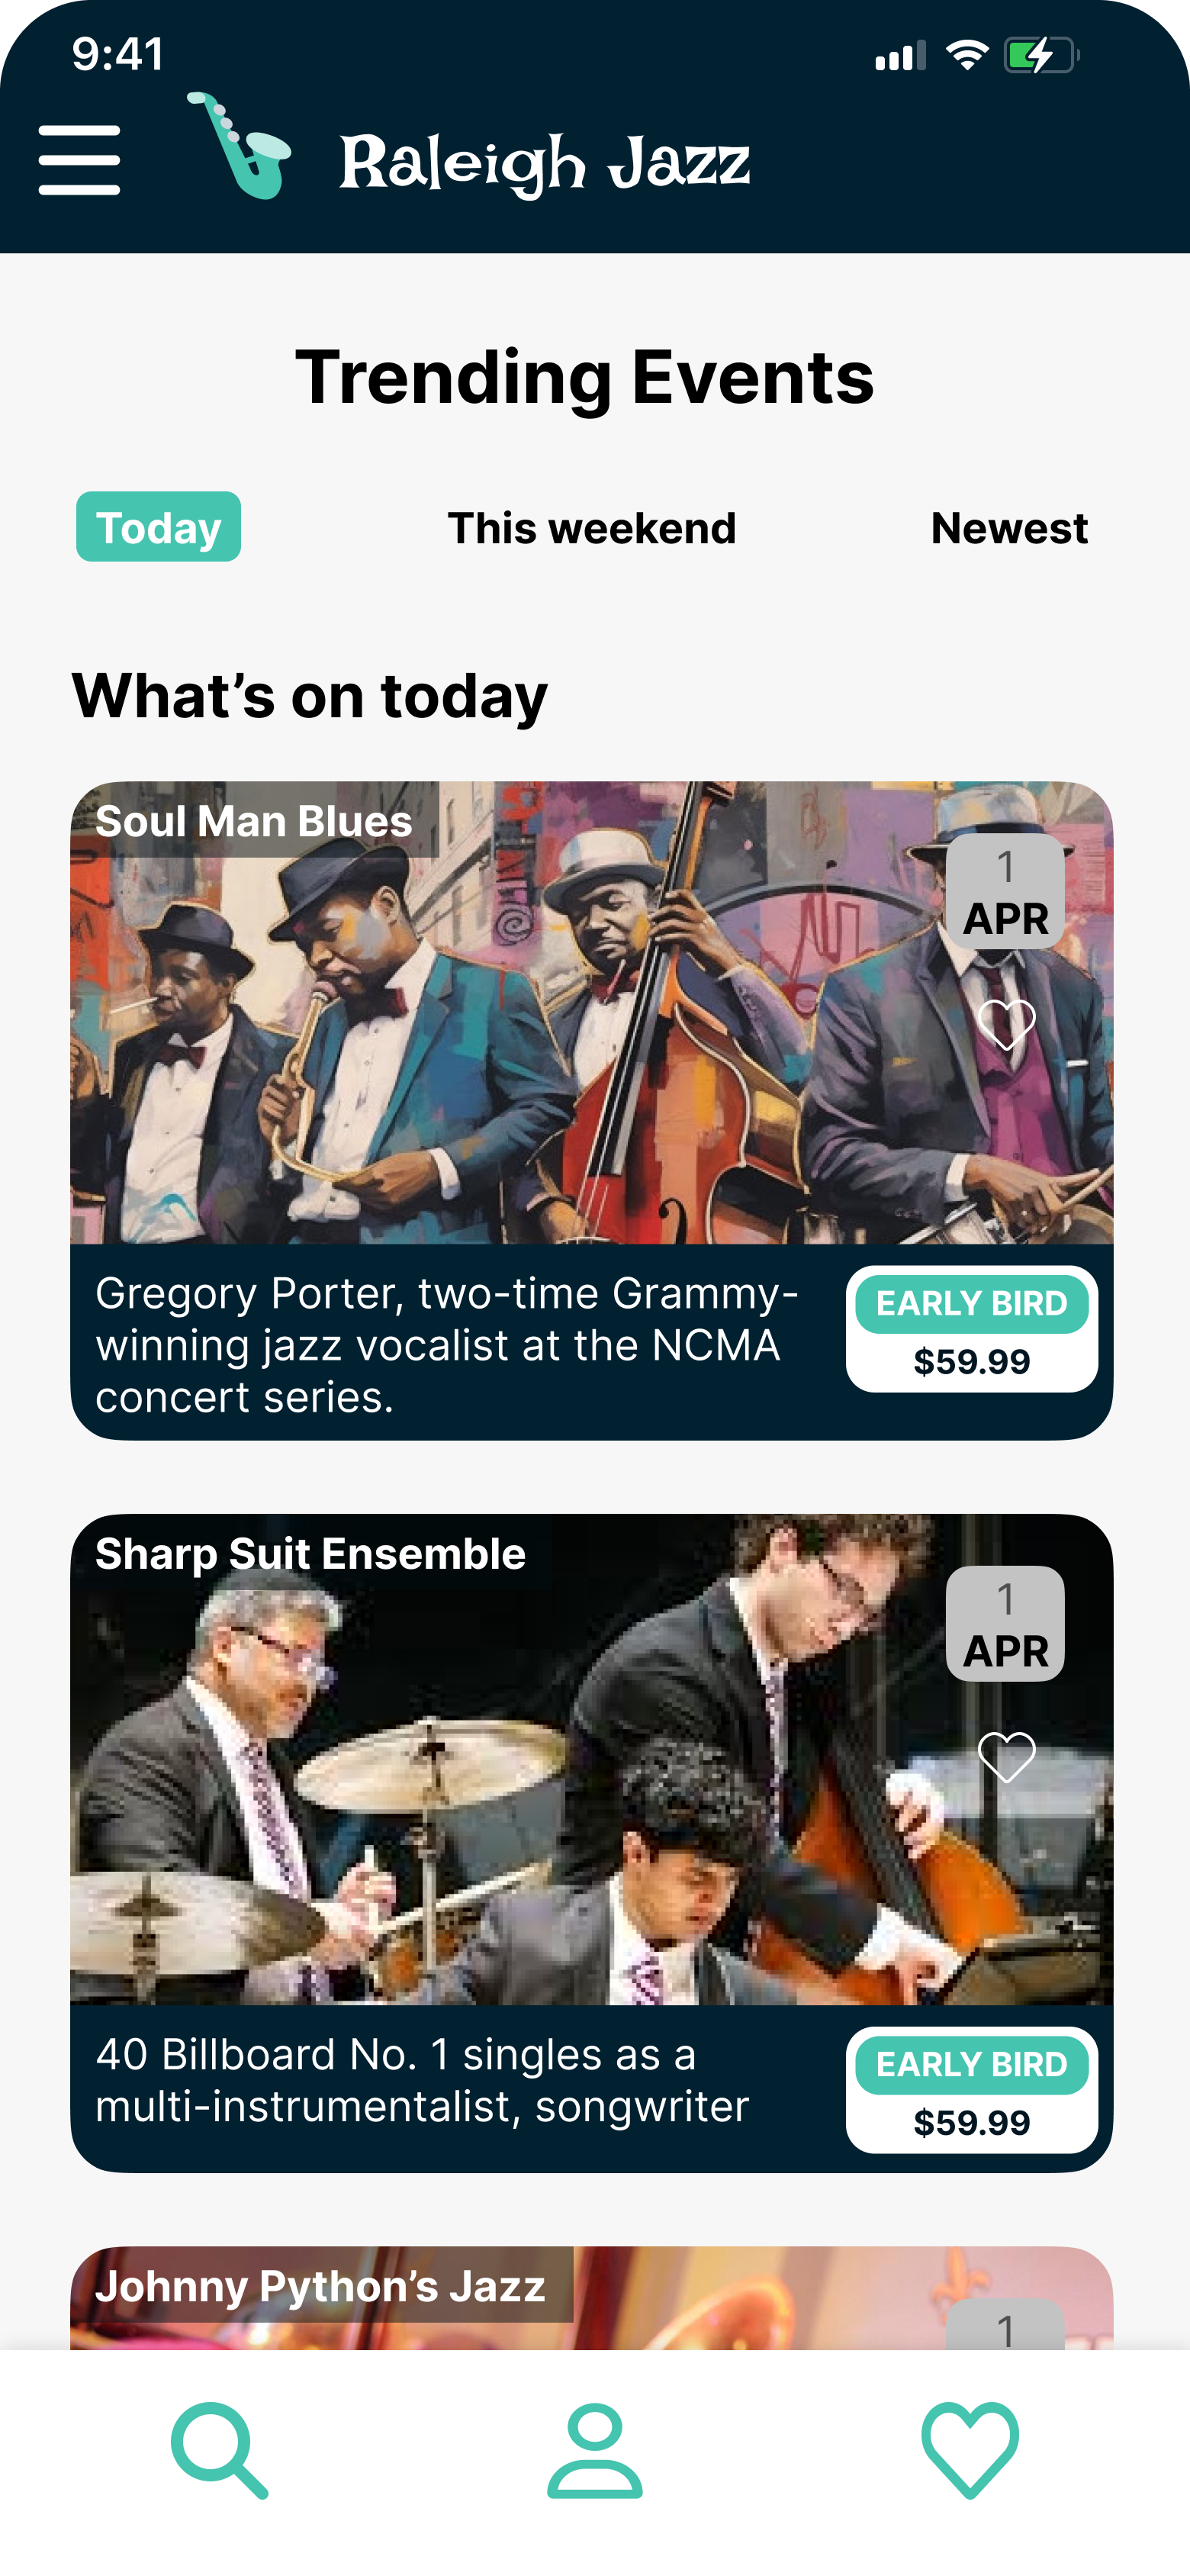 9:41
Raleigh Jazz
Trending Events
Today
This weekend
Newest
What’s on today
Soul Man Blues
1
APR
Gregory Porter, two-time Grammy-
winning jazz vocalist at the NCMA
concert series.
EARLY BIRD
$59.99
Sharp Suit Ensemble
1
APR
40 Billboard No. 1 singles as a
multi-instrumentalist, songwriter
EARLY BIRD
$59.99
Johnny Python’s Jazz
1